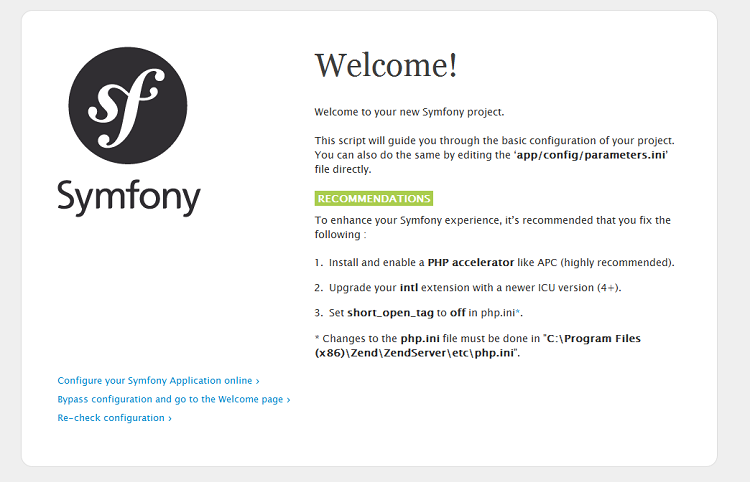 sf
Symfony
Welcome!
Welcome to your new Symfony project.
This script will guide you through the basic configuration of your project.
You can also do the same by editing the ‘app/config/parameters.ini’
file directly.
RECOMMENDATIONS
To enhance your Symfony experience, it’s recommended that you fix the
following :
1. Install and enable a PHP accelerator like APC (highly recommended).
2. Upgrade your intl extension with a newer ICU version (4+).
3. Set short_open_tag to off in php.ini*.
* Changes to the php.ini file must be done in "C:\Program Files
(x86)\Zend\ZendServer\etc\php.ini".
Configure your Symfony Application online ›
Bypass configuration and go to the Welcome page ›
Re-check configuration ›